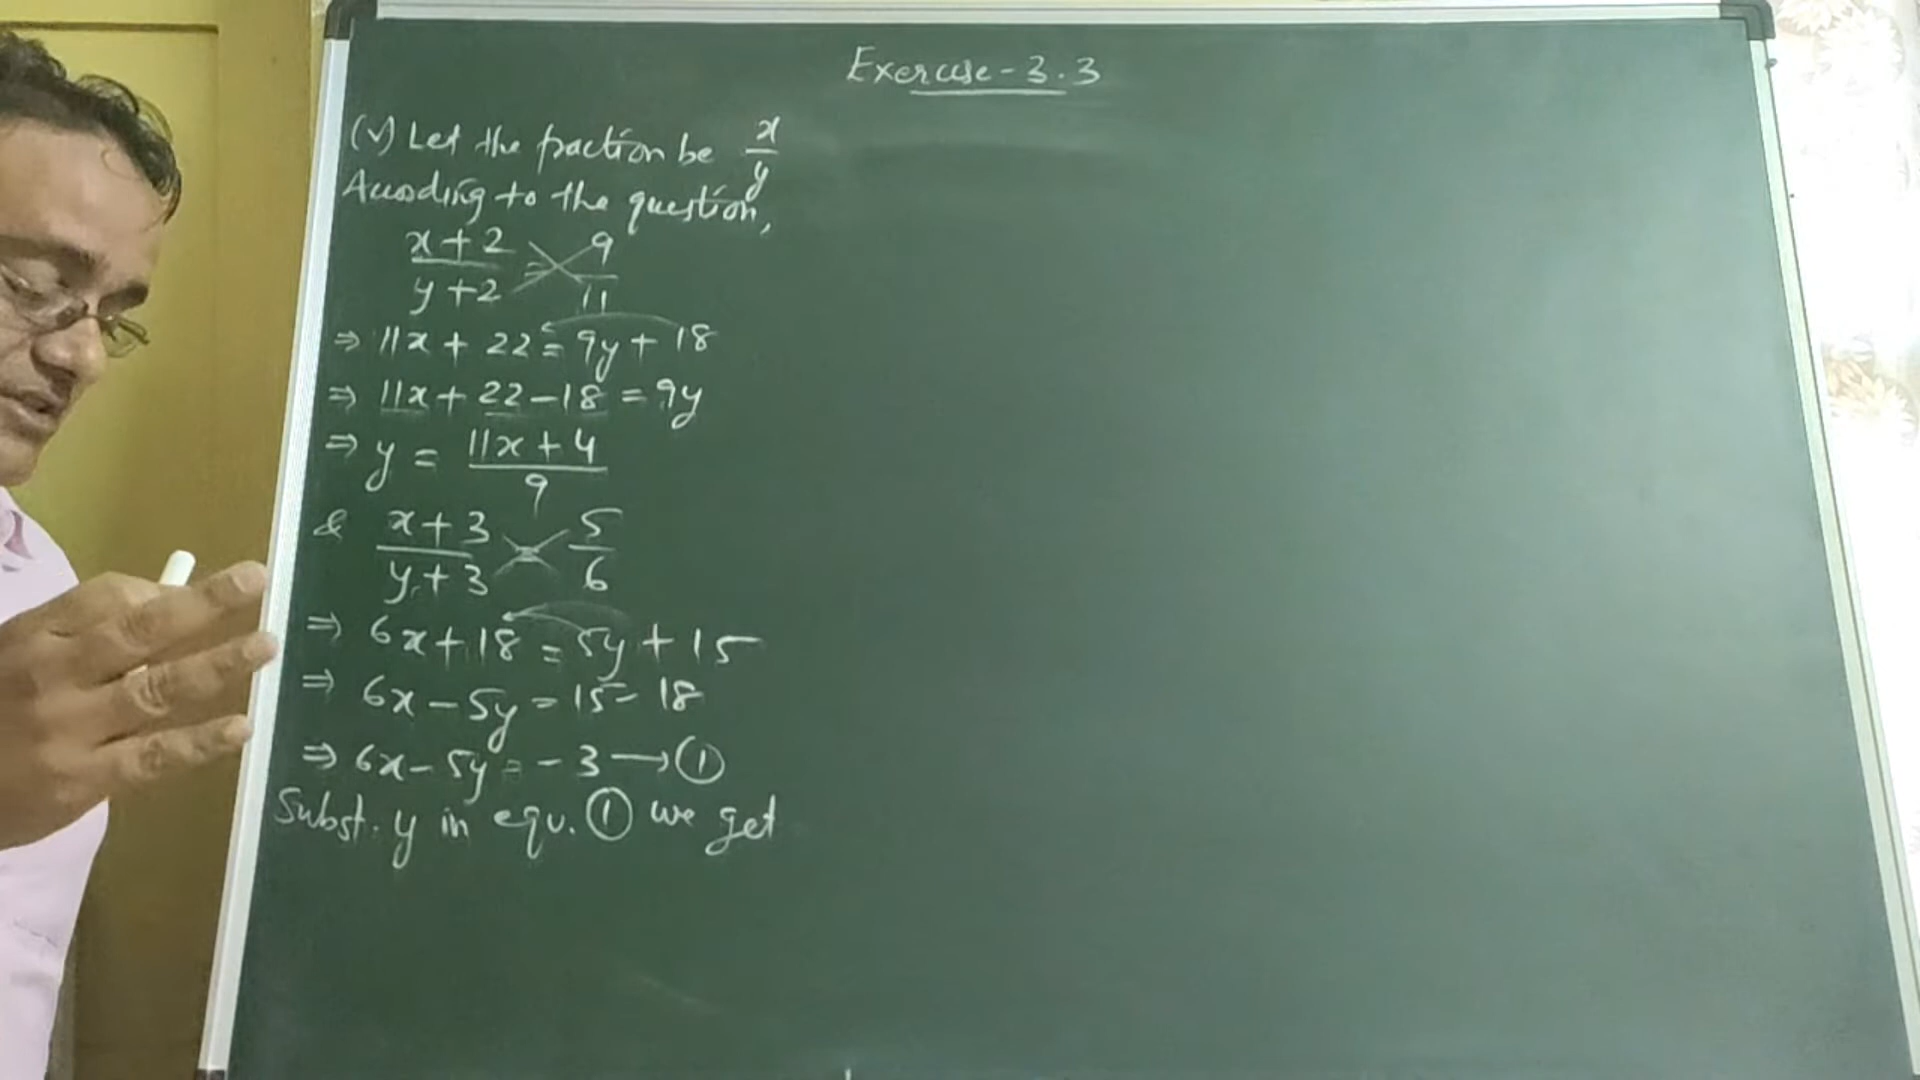 Exercise-3.3
(v) Let the fraction be x/y
According to the question,
(x+2)/(y+2) = 9/11
⇒ 11x + 22 = 9y + 18
⇒ 11x + 22 - 18 = 9y
⇒ y = (11x + 4)/9
& (x+3)/(y+3) = 5/6
⇒ 6x + 18 = 5y + 15
⇒ 6x - 5y = 15 - 18
⇒ 6x - 5y = -3 → ①
Subst. y in equ. ① we get